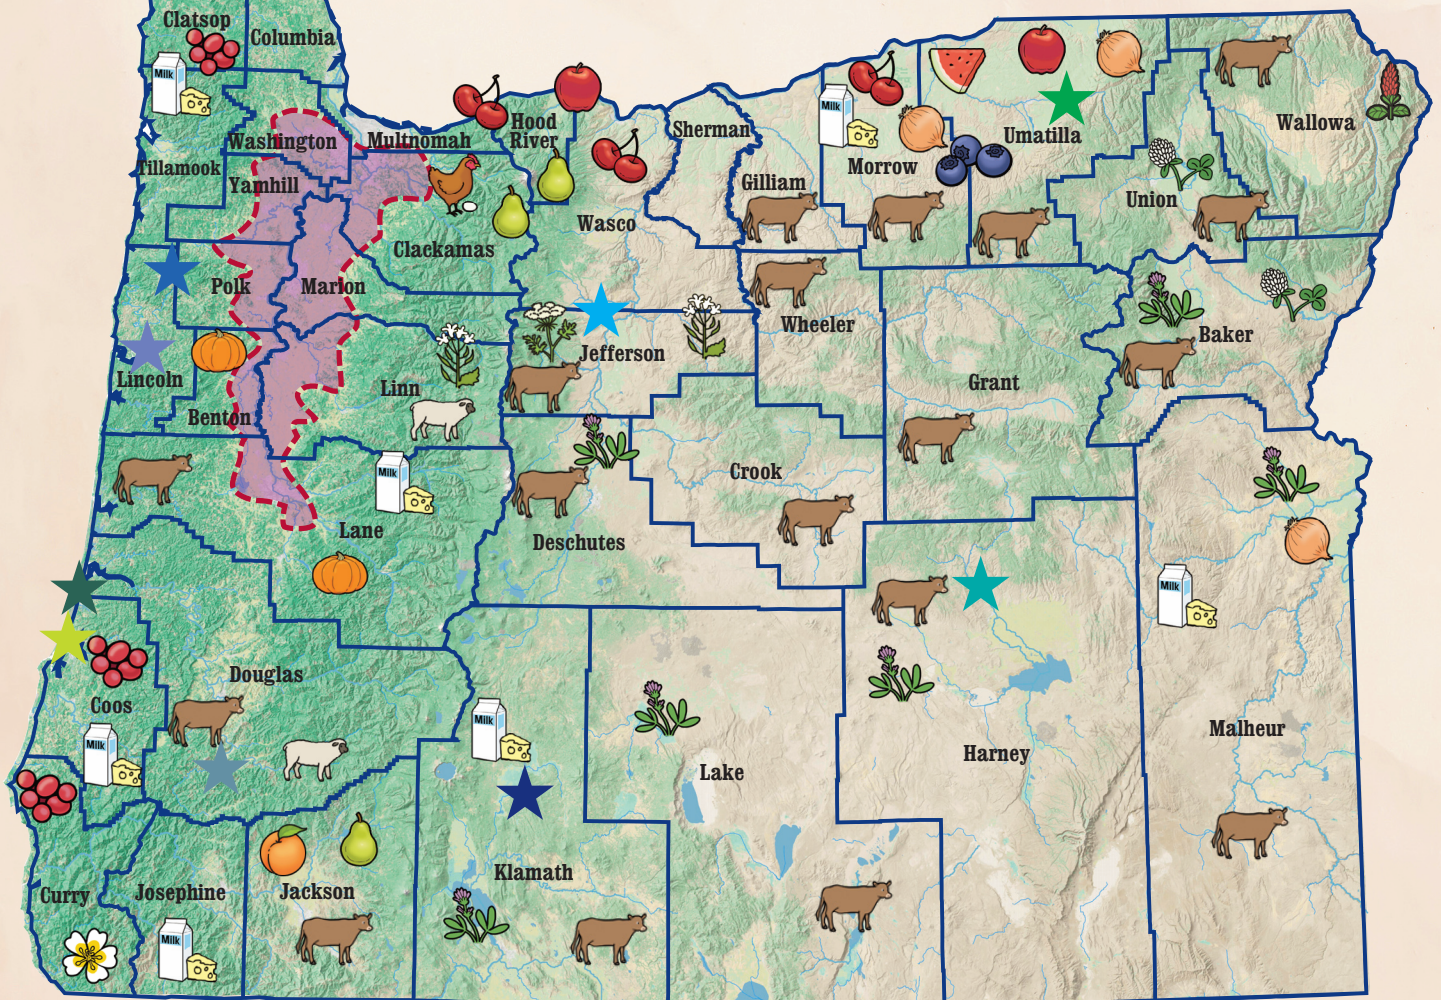 Clatsop
Columbia
Milk
Washington
Multnomah
Hood
River
Tillamook
Yamhill
Sherman
Milk
Umatilla
Wallowa
Morrow
Gilliam
Union
Wasco
Clackamas
Polk
Marion
Wheeler
Baker
Jefferson
Lincoln
Linn
Grant
Benton
Crook
Milk
Lane
Deschutes
Milk
Douglas
Coos
Milk
Milk
Malheur
Harney
Lake
Klamath
Curry
Josephine
Jackson
Milk